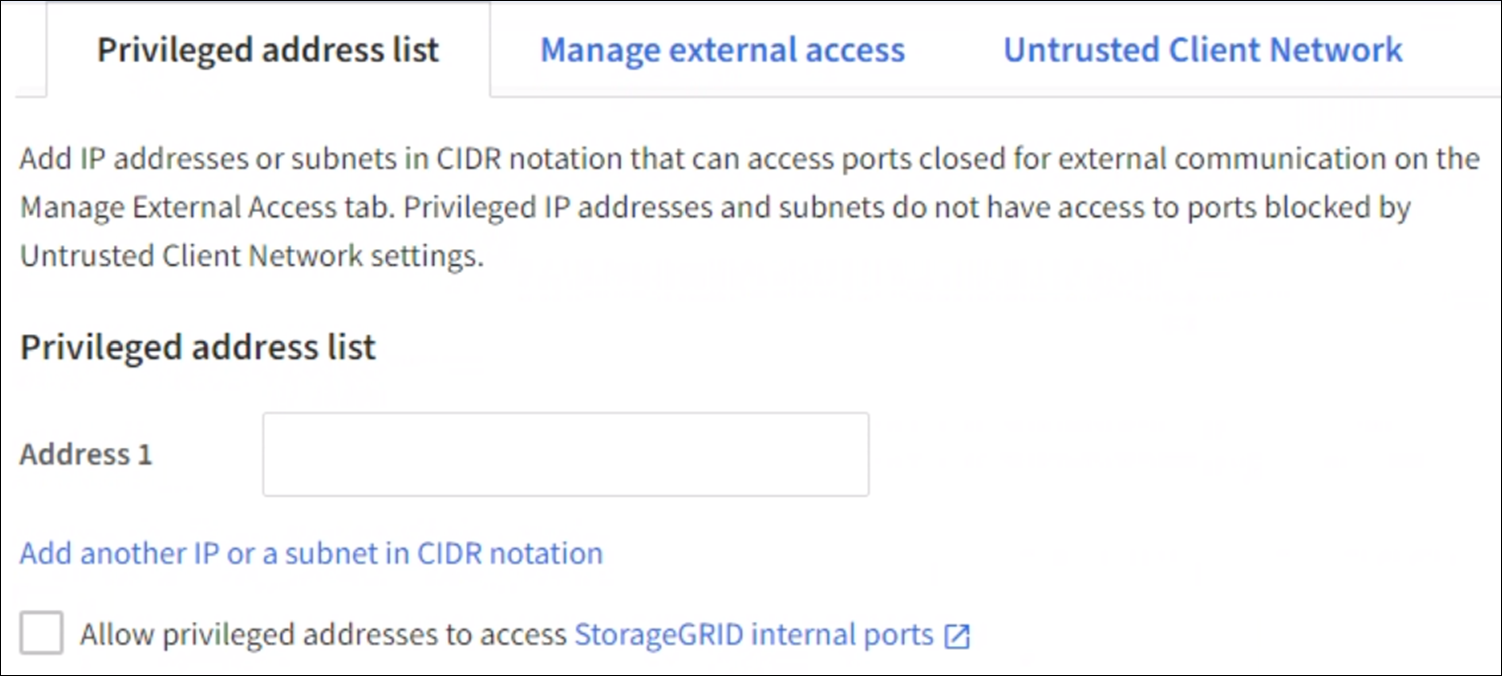 Privileged address list Manage external access Untrusted Client Network
Add IP addresses or subnets in CIDR notation that can access ports closed for external communication on the
Manage External Access tab. Privileged IP addresses and subnets do not have access to ports blocked by
Untrusted Client Network settings.
Privileged address list
Address 1
Add another IP or a subnet in CIDR notation
Allow privileged addresses to access StorageGRID internal ports